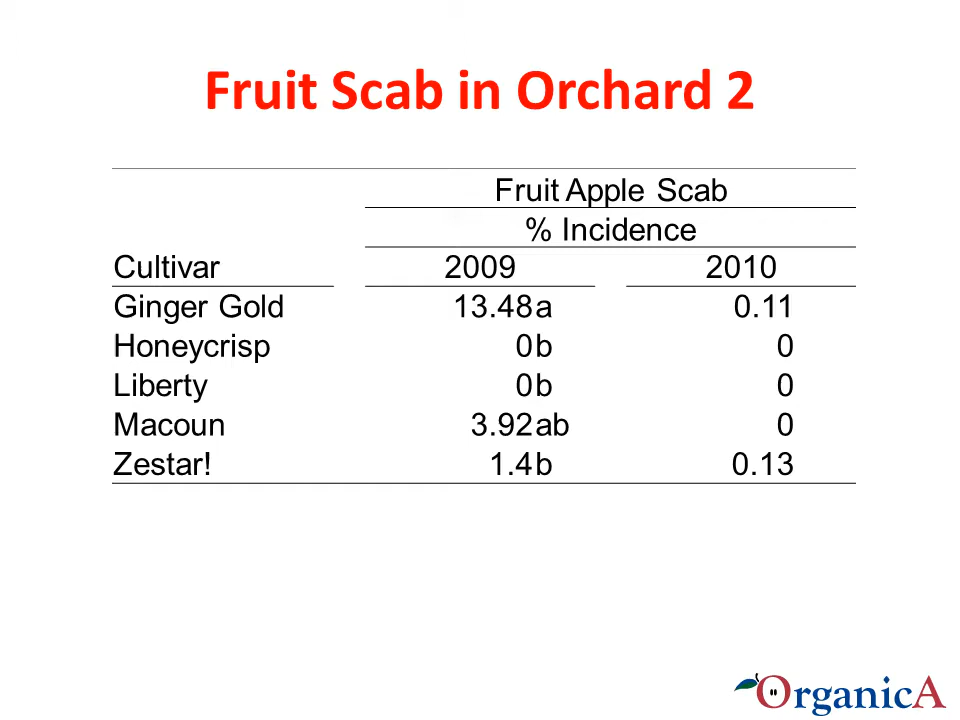 Fruit Scab in Orchard 2
Fruit Apple Scab
% Incidence
Cultivar 2009 2010
Ginger Gold 13.48a 0.11
Honeycrisp 0b 0
Liberty 0b 0
Macoun 3.92ab 0
Zestar! 1.4b 0.13
OrganicA